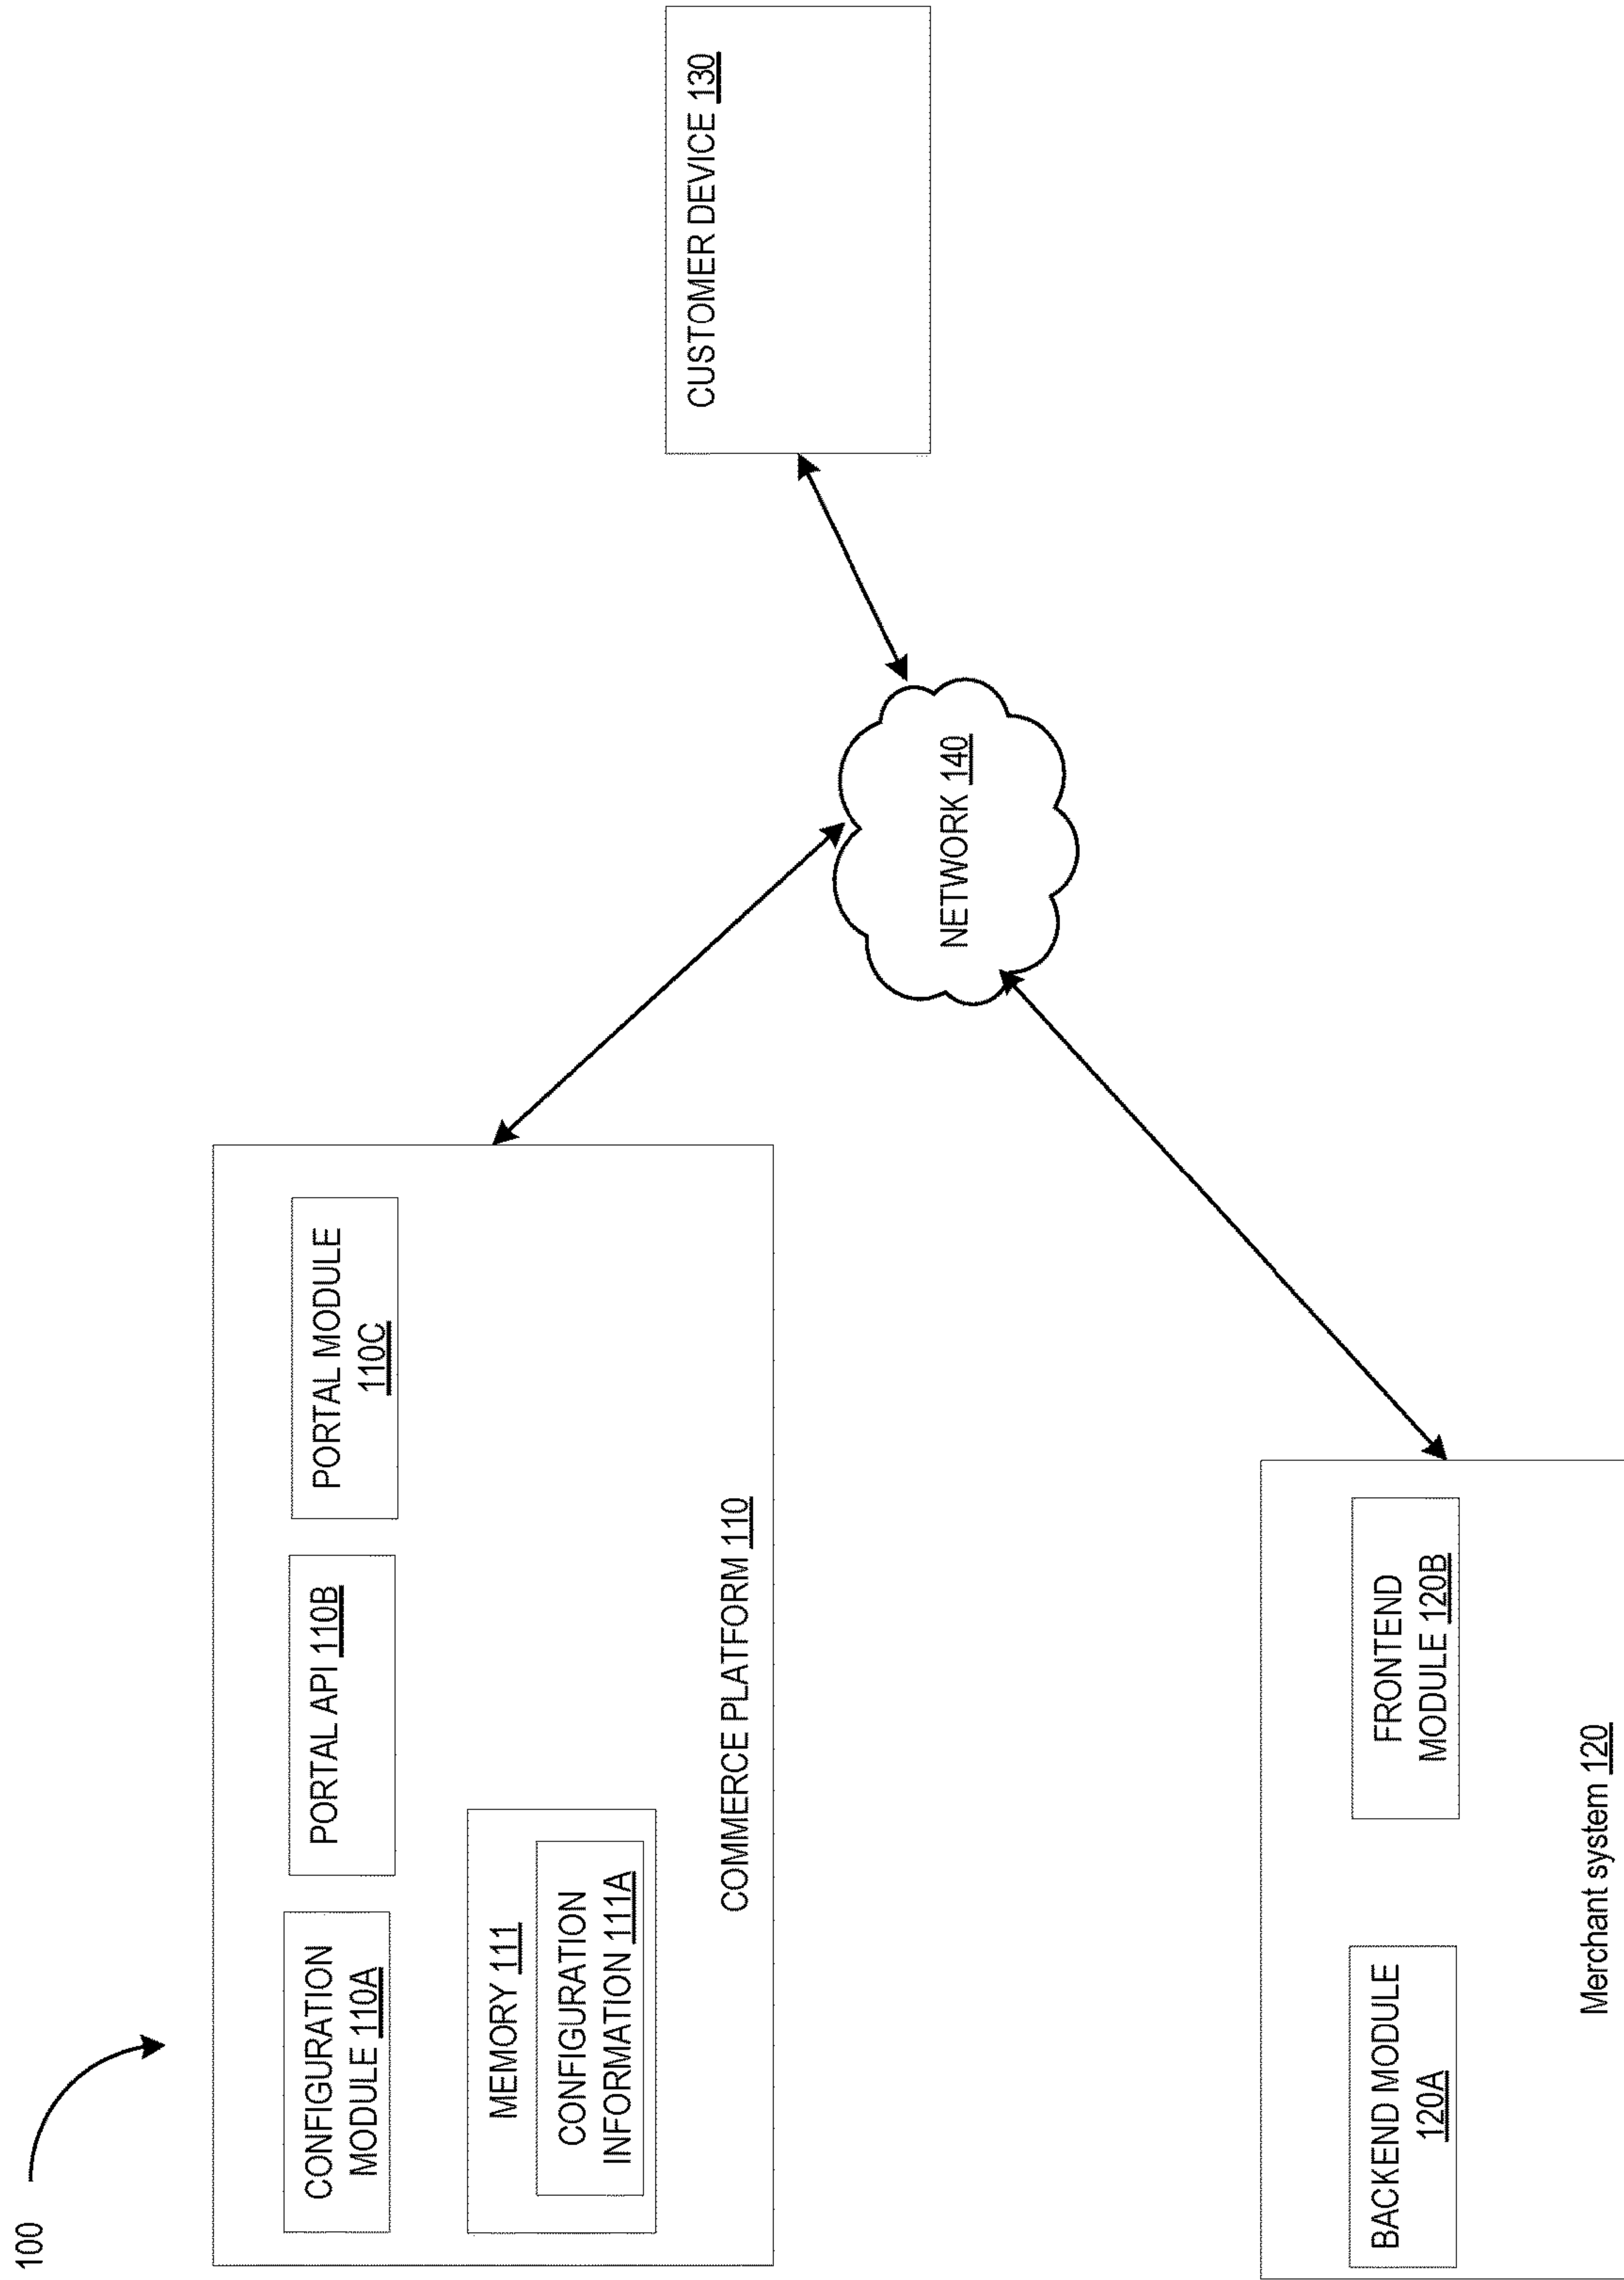 100
CONFIGURATION
MODULE 110A
PORTAL API 110B
PORTAL MODULE
110C
MEMORY 111
CONFIGURATION
INFORMATION 111A
COMMERCE PLATFORM 110
CUSTOMER DEVICE 130
NETWORK 140
BACKEND MODULE
120A
FRONTEND
MODULE 120B
Merchant system 120